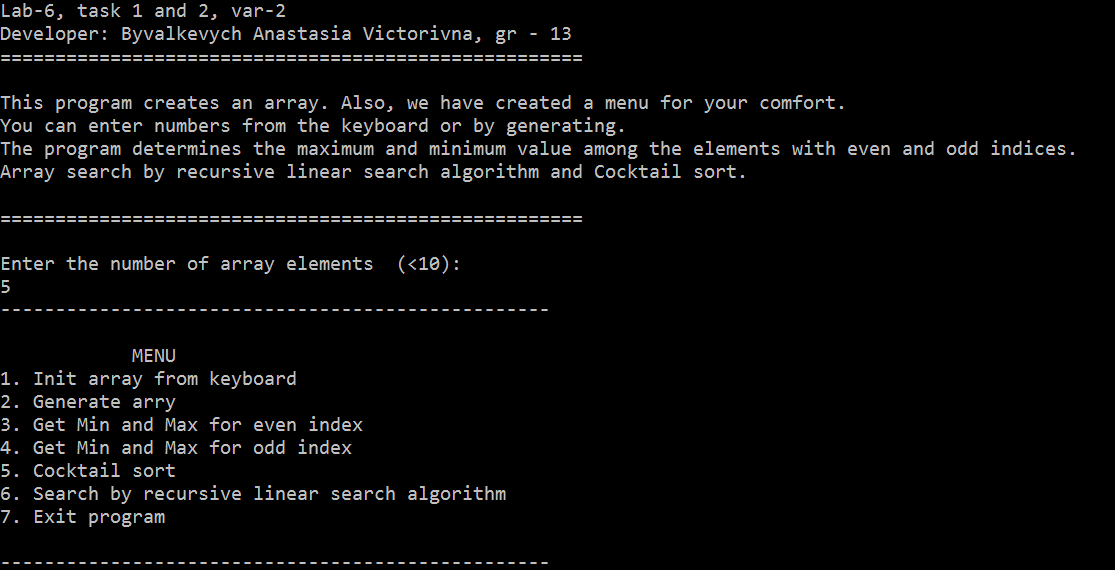 Lab-6, task 1 and 2, var-2
Developer: Byvalkevych Anastasia Victorivna, gr - 13
=====================================================
This program creates an array. Also, we have created a menu for your comfort.
You can enter numbers from the keyboard or by generating.
The program determines the maximum and minimum value among the elements with even and odd indices.
Array search by recursive linear search algorithm and Cocktail sort.
=====================================================
Enter the number of array elements  (<10):
5
--------------------------------------------------
MENU
1. Init array from keyboard
2. Generate arry
3. Get Min and Max for even index
4. Get Min and Max for odd index
5. Cocktail sort
6. Search by recursive linear search algorithm
7. Exit program
--------------------------------------------------